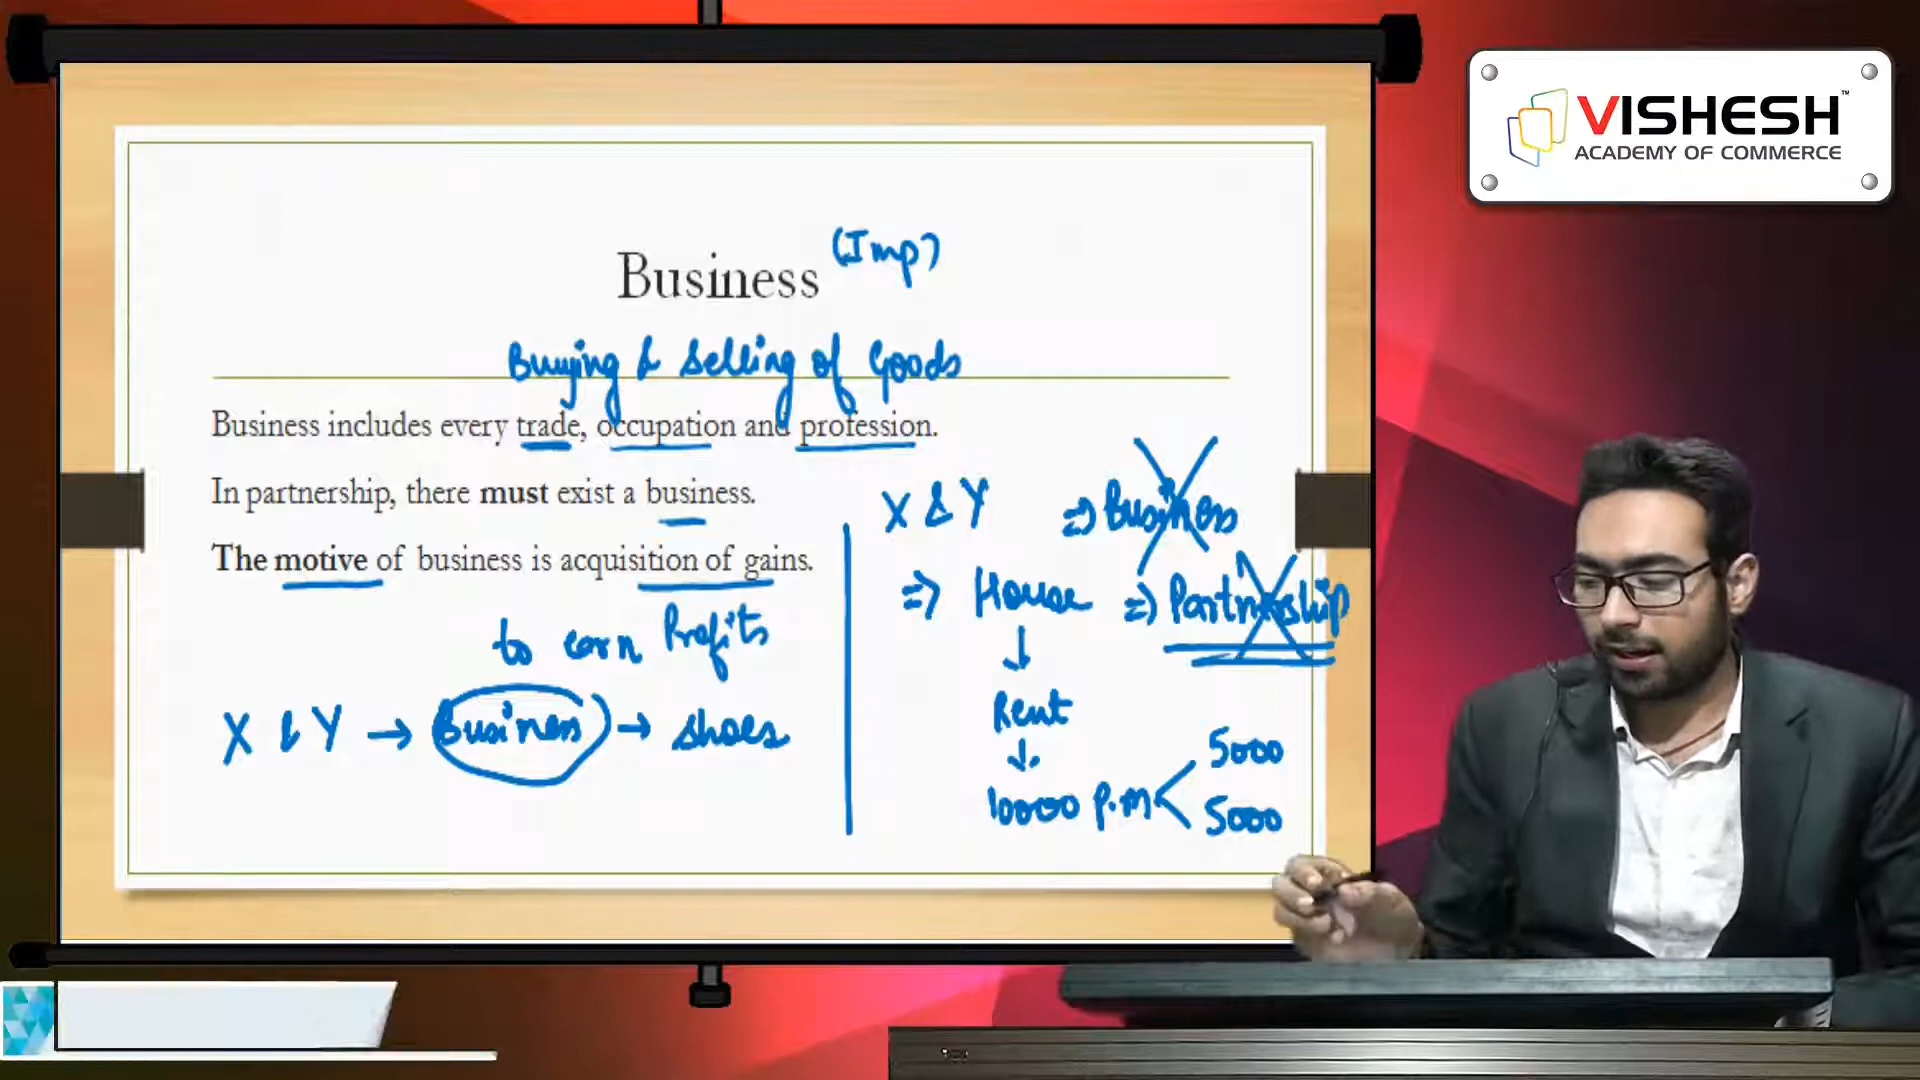 VISHESH™
ACADEMY OF COMMERCE
Business (Imp)
Buying & Selling of Goods
Business includes every trade, occupation and profession.
In partnership, there must exist a business.
The motive of business is acquisition of gains.
to earn Profits
X & Y → Business → shoes
X & Y ⇒ Business
⇒ House ⇒ Partnership
↓
Rent
↓
10000 P.M < 5000
5000